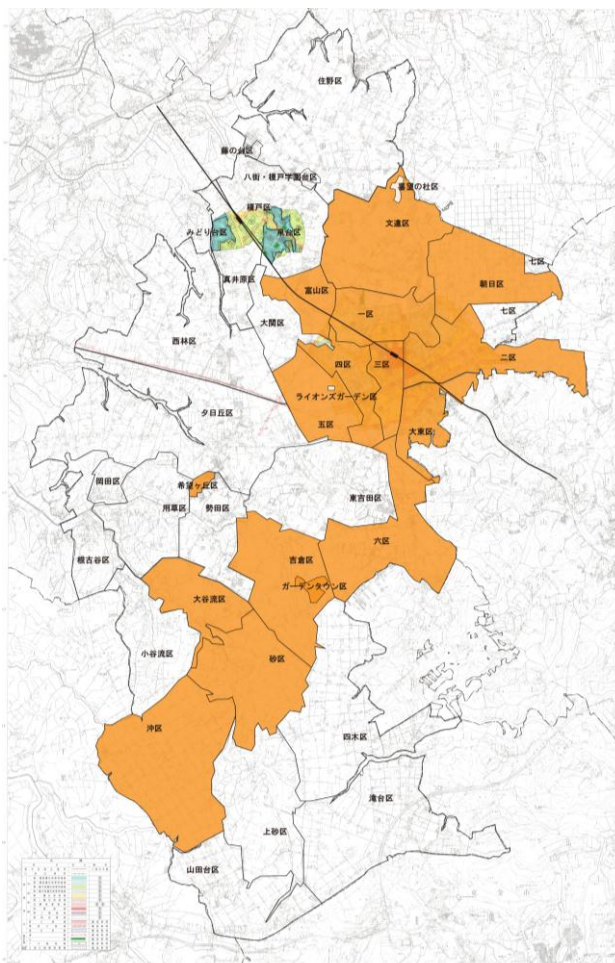 住野区
藤の台区
八街・榎戸学園台区
喜望の杜区
榎戸区
文違区
みどり台区
泉台区
七区
真井原区
朝日区
富山区
一区
七区
大関区
西林区
四区
三区
二区
ライオンズガーデン区
夕日丘区
五区
大東区
岡田区
希望ヶ丘区
東吉田区
用草区
勢田区
六区
根古谷区
吉倉区
ガーデンタウン区
大谷流区
小谷流区
砂区
沖区
四木区
滝台区
上砂区
山田台区